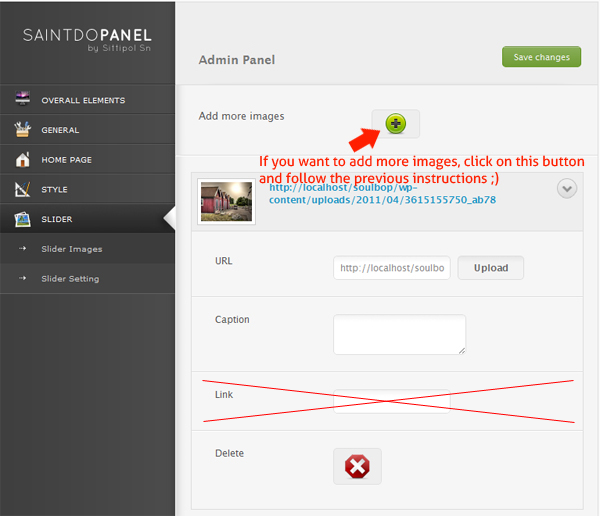 SAINTDOPANEL
by Sittipol Sn
Admin Panel
Save changes
OVERALL ELEMENTS
GENERAL
HOME PAGE
STYLE
SLIDER
Slider Images
Slider Setting
Add more images
If you want to add more images, click on this button
and follow the previous instructions ;)
http://localhost/soulbop/wp-
content/uploads/2011/04/3615155750_ab78
URL
http://localhost/soulbo
Upload
Caption
Link
Delete